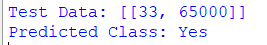 Test Data: [[33, 65000]]
Predicted Class: Yes